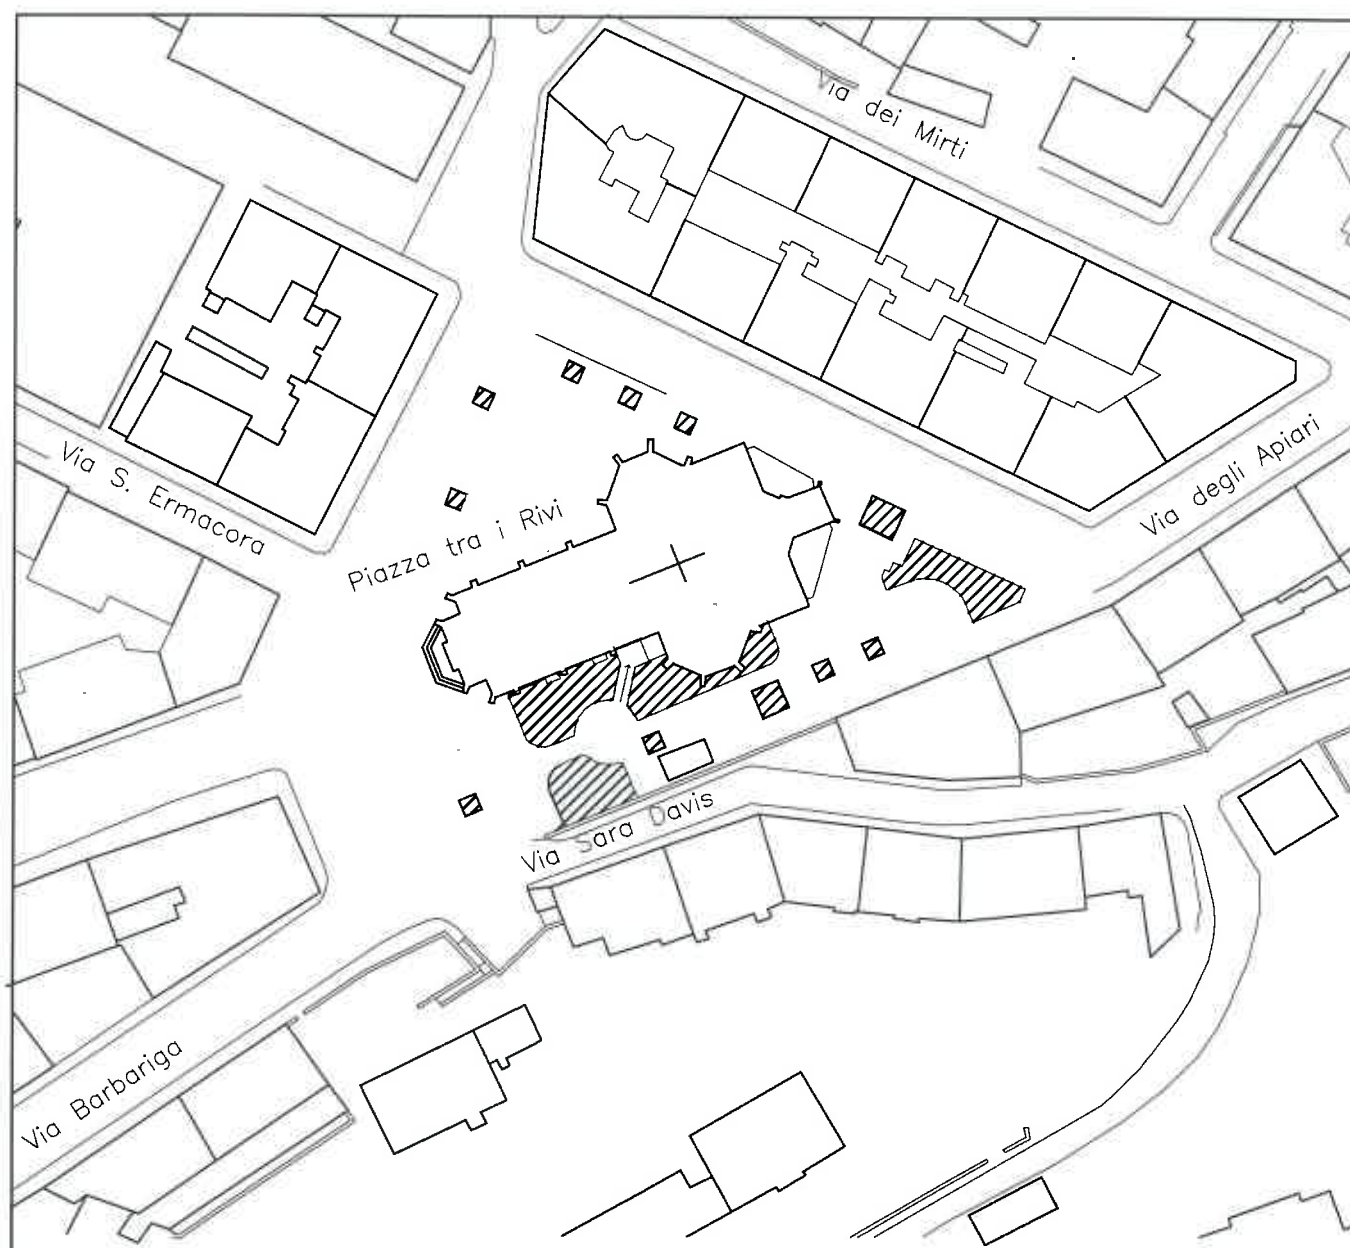 Via dei Mirti
Via degli Apiari
Via S. Ermacora
Piazza tra i Rivi
Via Sara Davis
Via Barbariga